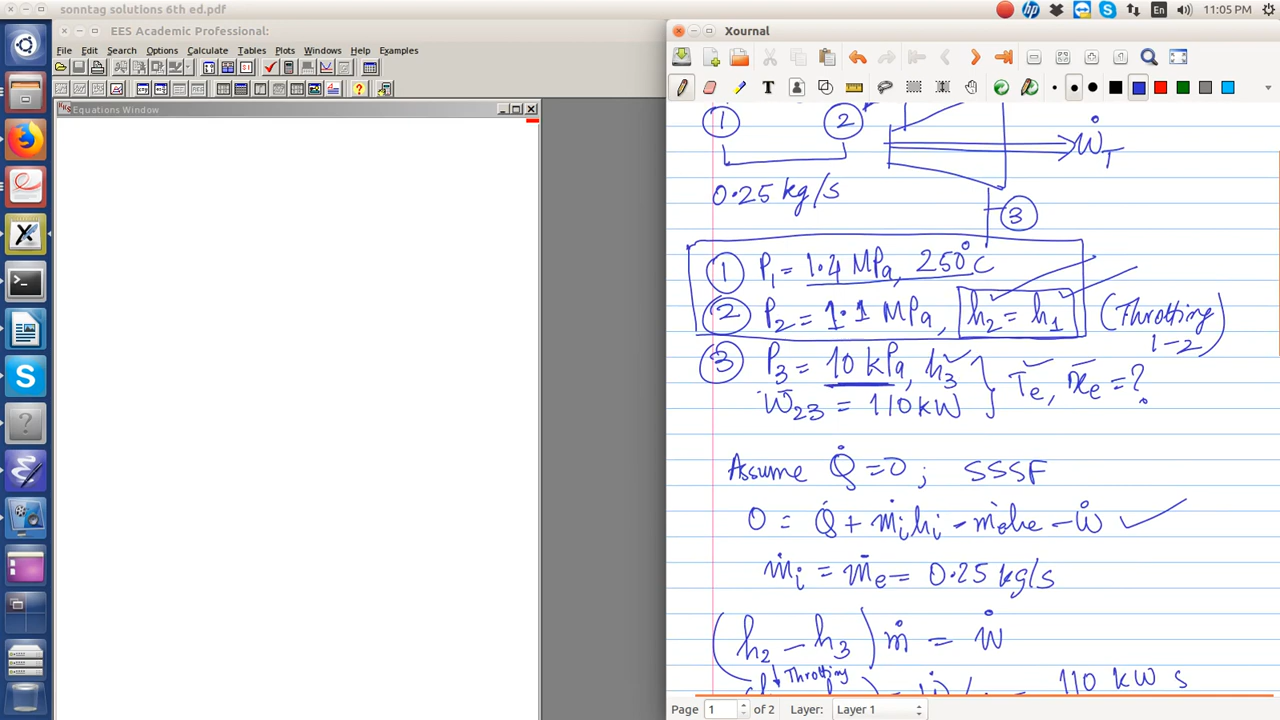 sonntag solutions 6th ed.pdf
En 11:05 PM
EES Academic Professional:
File Edit Search Options Calculate Tables Plots Windows Help Examples
Equations Window
Xournal
1 2 Ẇ_T
0.25 kg/s
3
1 P₁ = 1.4 MPa, 250°C
2 P₂ = 1.1 MPa, h₂ = h₁ (Throttling
1-2)
3 P₃ = 10 kPa, h₃ } T_e, x_e = ?
Ẇ₂₃ = 110 kW
Assume Q̇ = 0 ; SSSF
0 = Q̇ + ṁᵢhᵢ - ṁₑhₑ - Ẇ ✓
ṁᵢ = ṁₑ = 0.25 kg/s
(h₂ - h₃) ṁ = Ẇ
↓ Throttling
110 kW s
Page 1 of 2 Layer: Layer 1